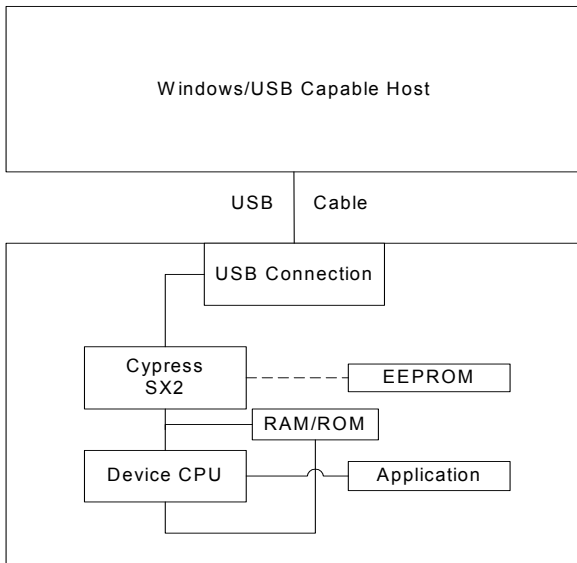 Windows/USB Capable Host
USB Cable
USB Connection
Cypress
SX2
EEPROM
RAM/ROM
Device CPU
Application